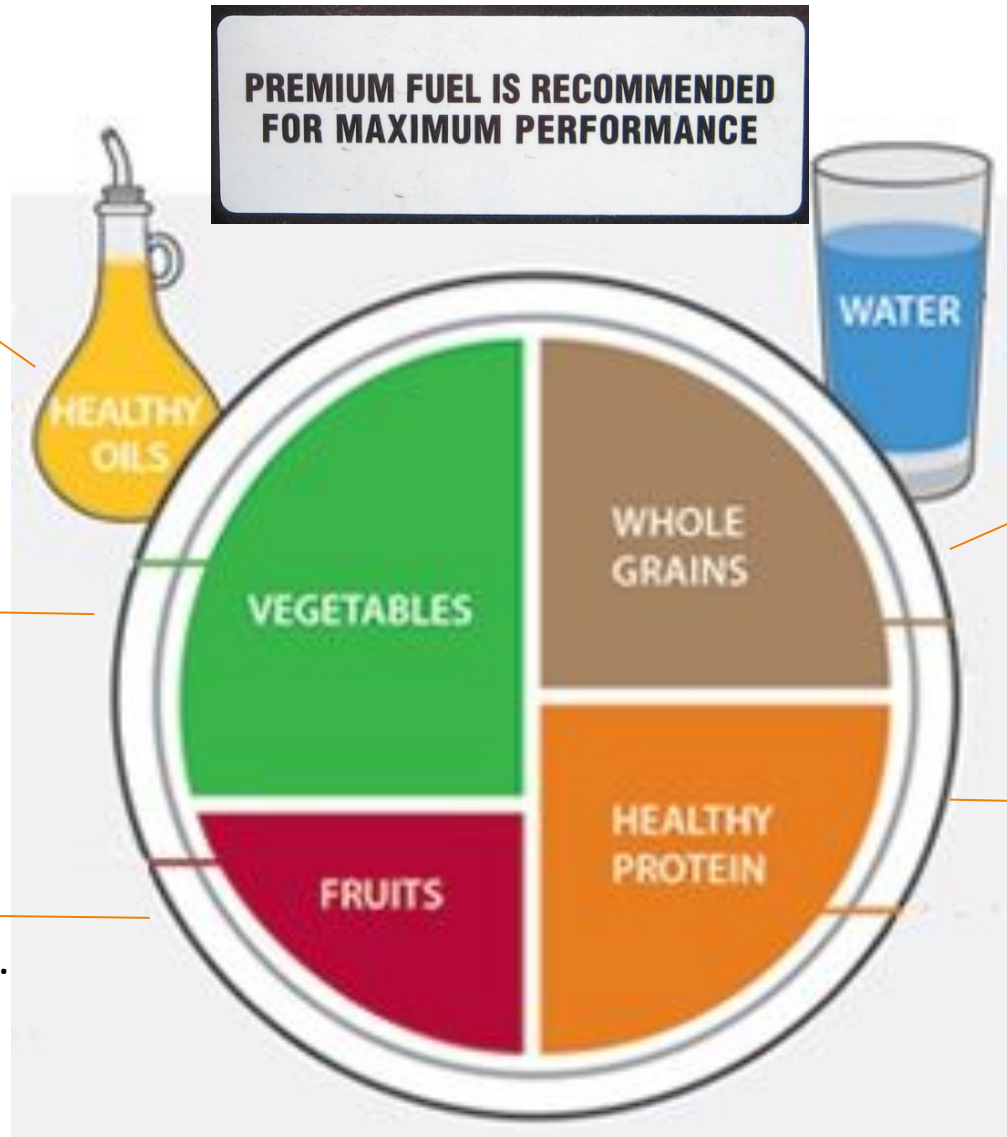 PREMIUM FUEL IS RECOMMENDED
FOR MAXIMUM PERFORMANCE
WATER
HEALTHY
OILS
WHOLE
GRAINS
VEGETABLES
HEALTHY
PROTEIN
FRUITS
.